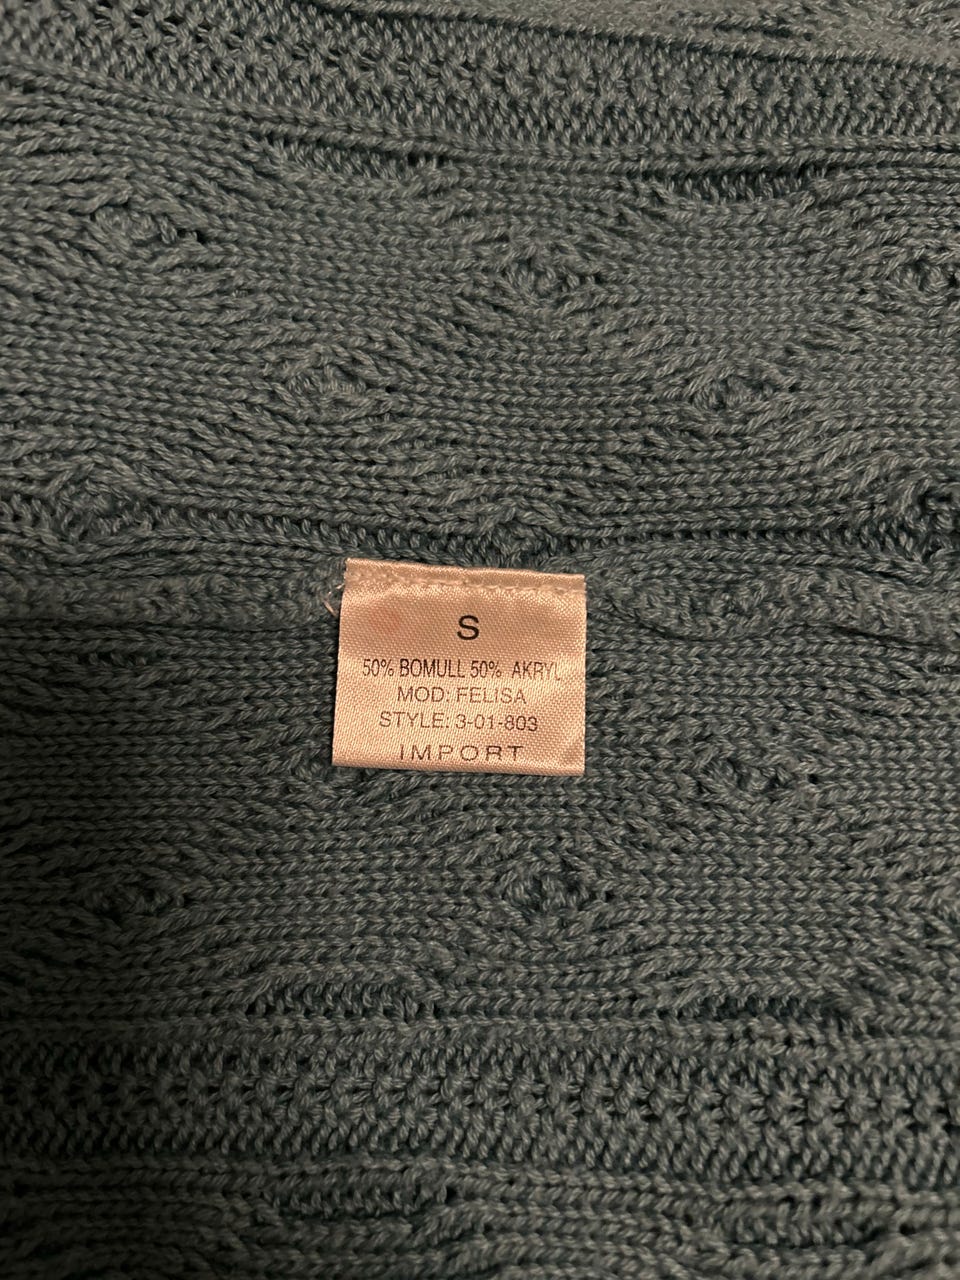 S
50% BOMULL 50% AKRYL
MOD: FELISA
STYLE: 3-01-803
IMPORT